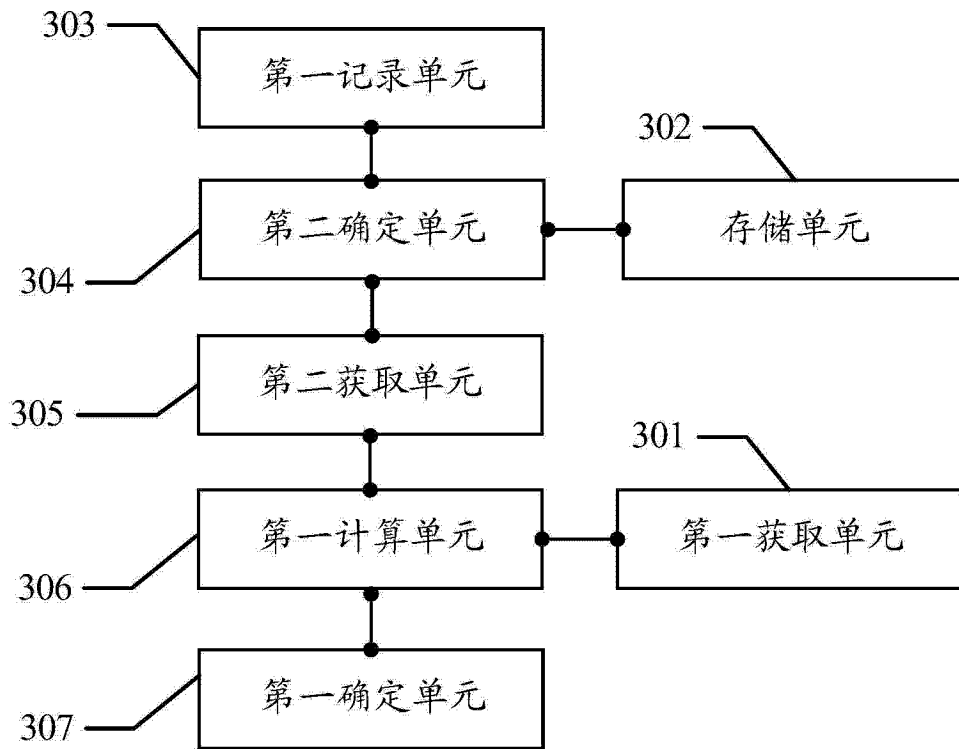 303
第一记录单元
302
第二确定单元
存储单元
304
第二获取单元
305
301
第一计算单元
第一获取单元
306
第一确定单元
307